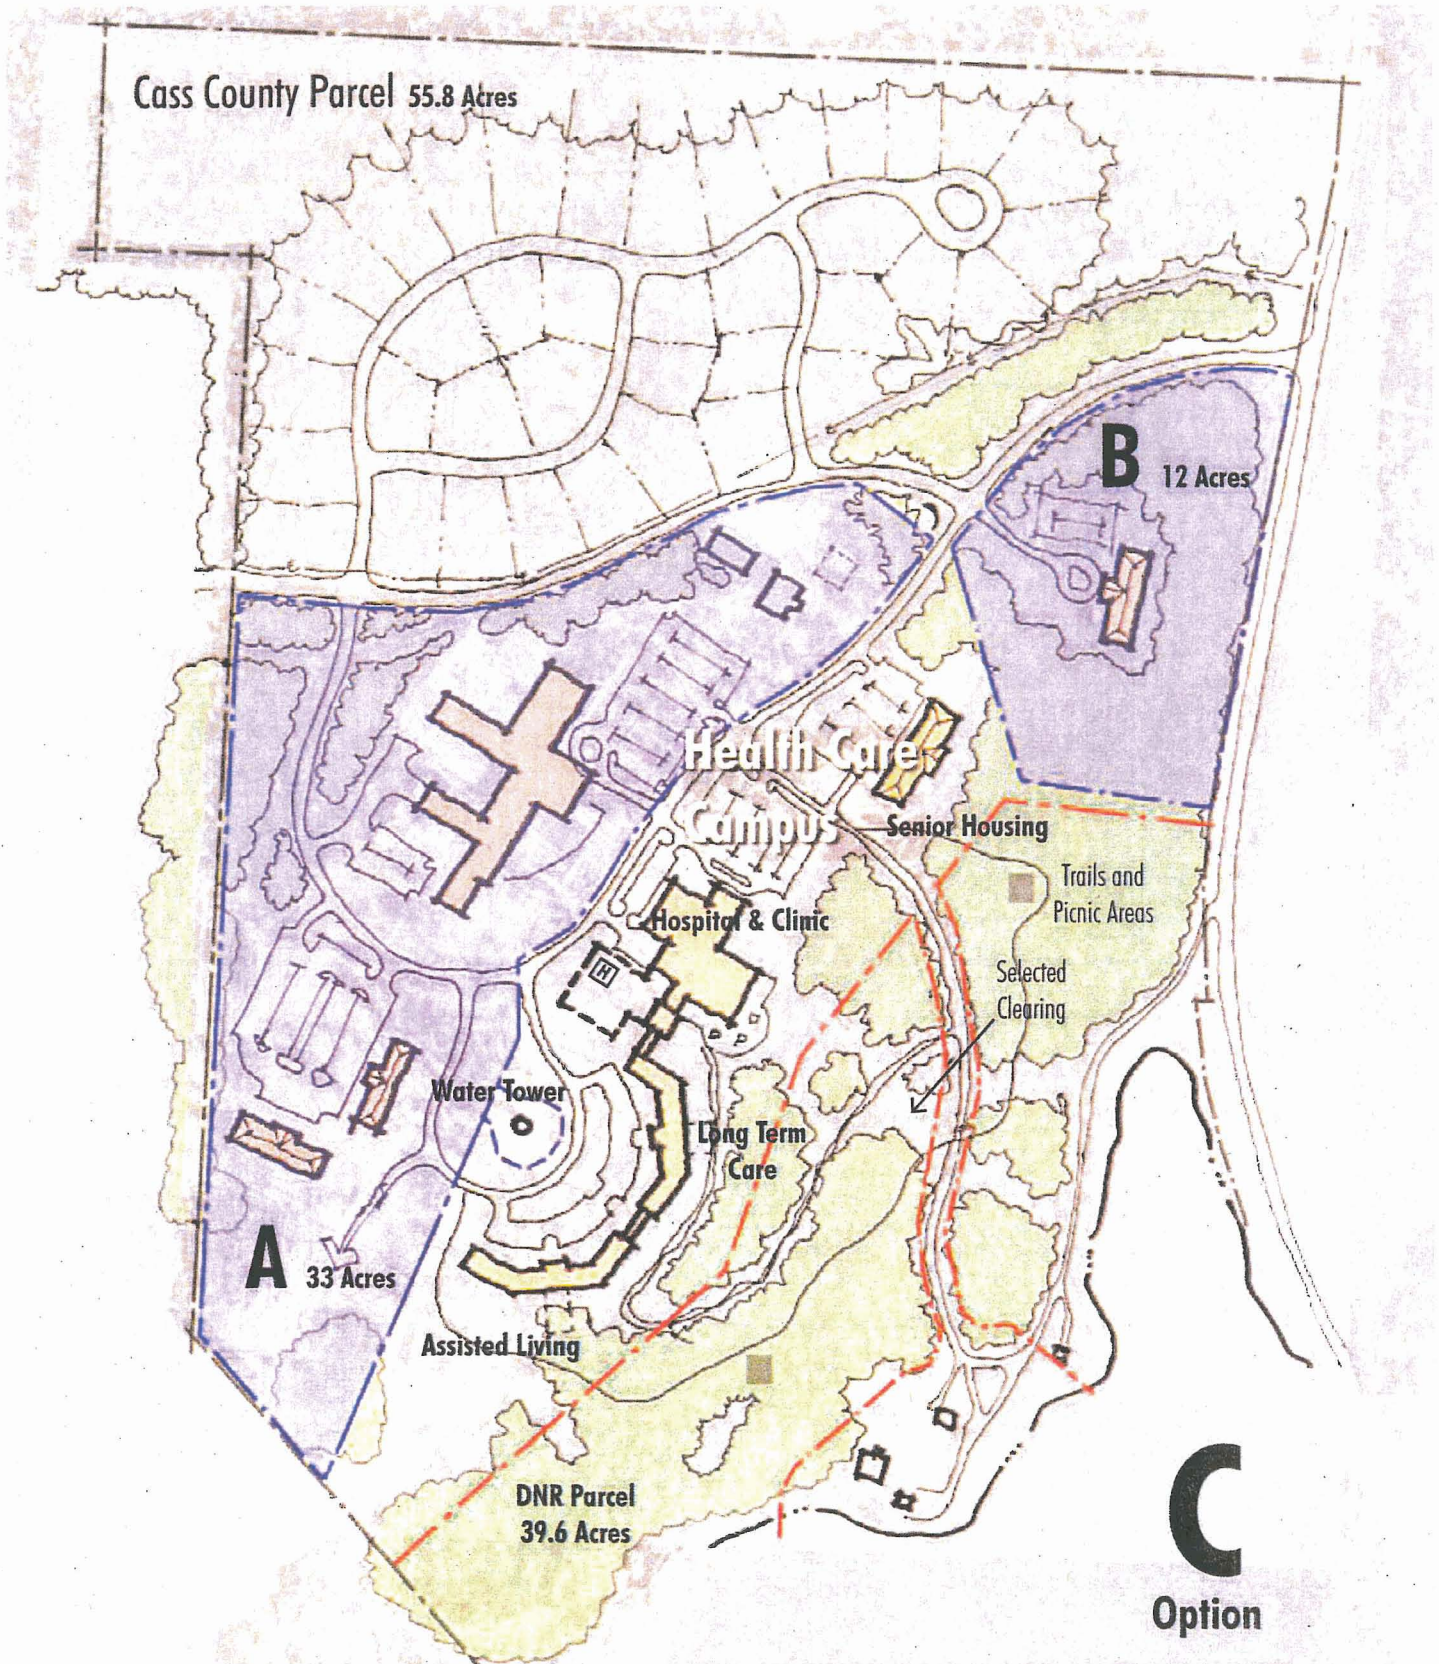 Cass County Parcel 55.8 Acres
B 12 Acres
Health Care
Campus
Senior Housing
Trails and
Picnic Areas
Hospital & Clinic
H
Selected
Clearing
Water Tower
Long Term
Care
A 33 Acres
Assisted Living
DNR Parcel
39.6 Acres
C
Option